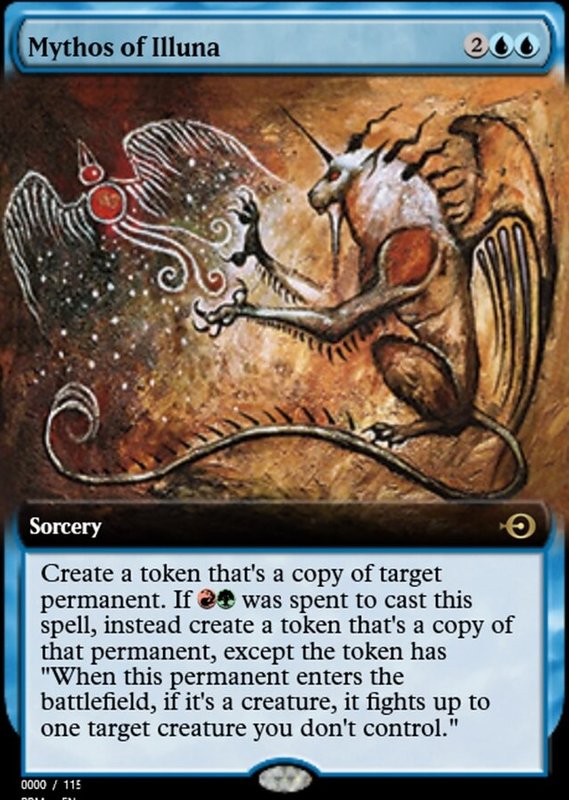 Mythos of Illuna
2
Sorcery
Create a token that's a copy of target
permanent. If was spent to cast this
spell, instead create a token that's a copy of
that permanent, except the token has
"When this permanent enters the
battlefield, if it's a creature, it fights up to
one target creature you don't control."
0000 / 115